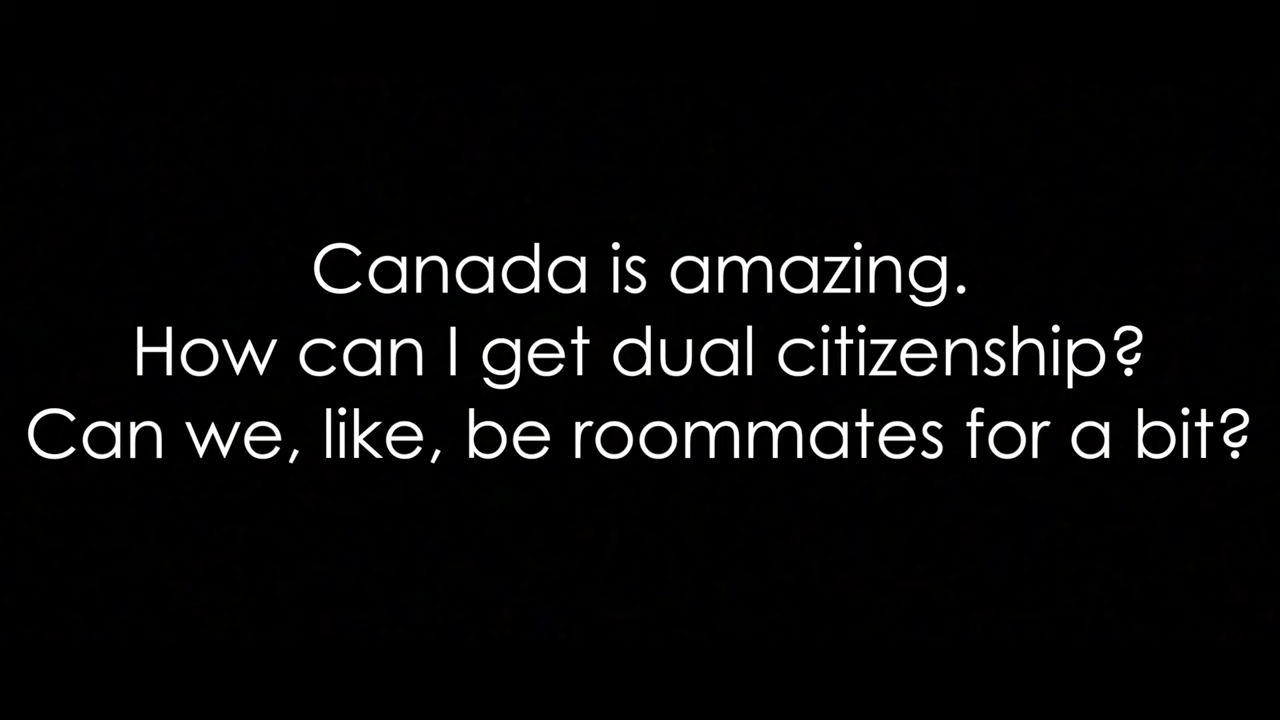 Canada is amazing.
How can I get dual citizenship?
Can we, like, be roommates for a bit?